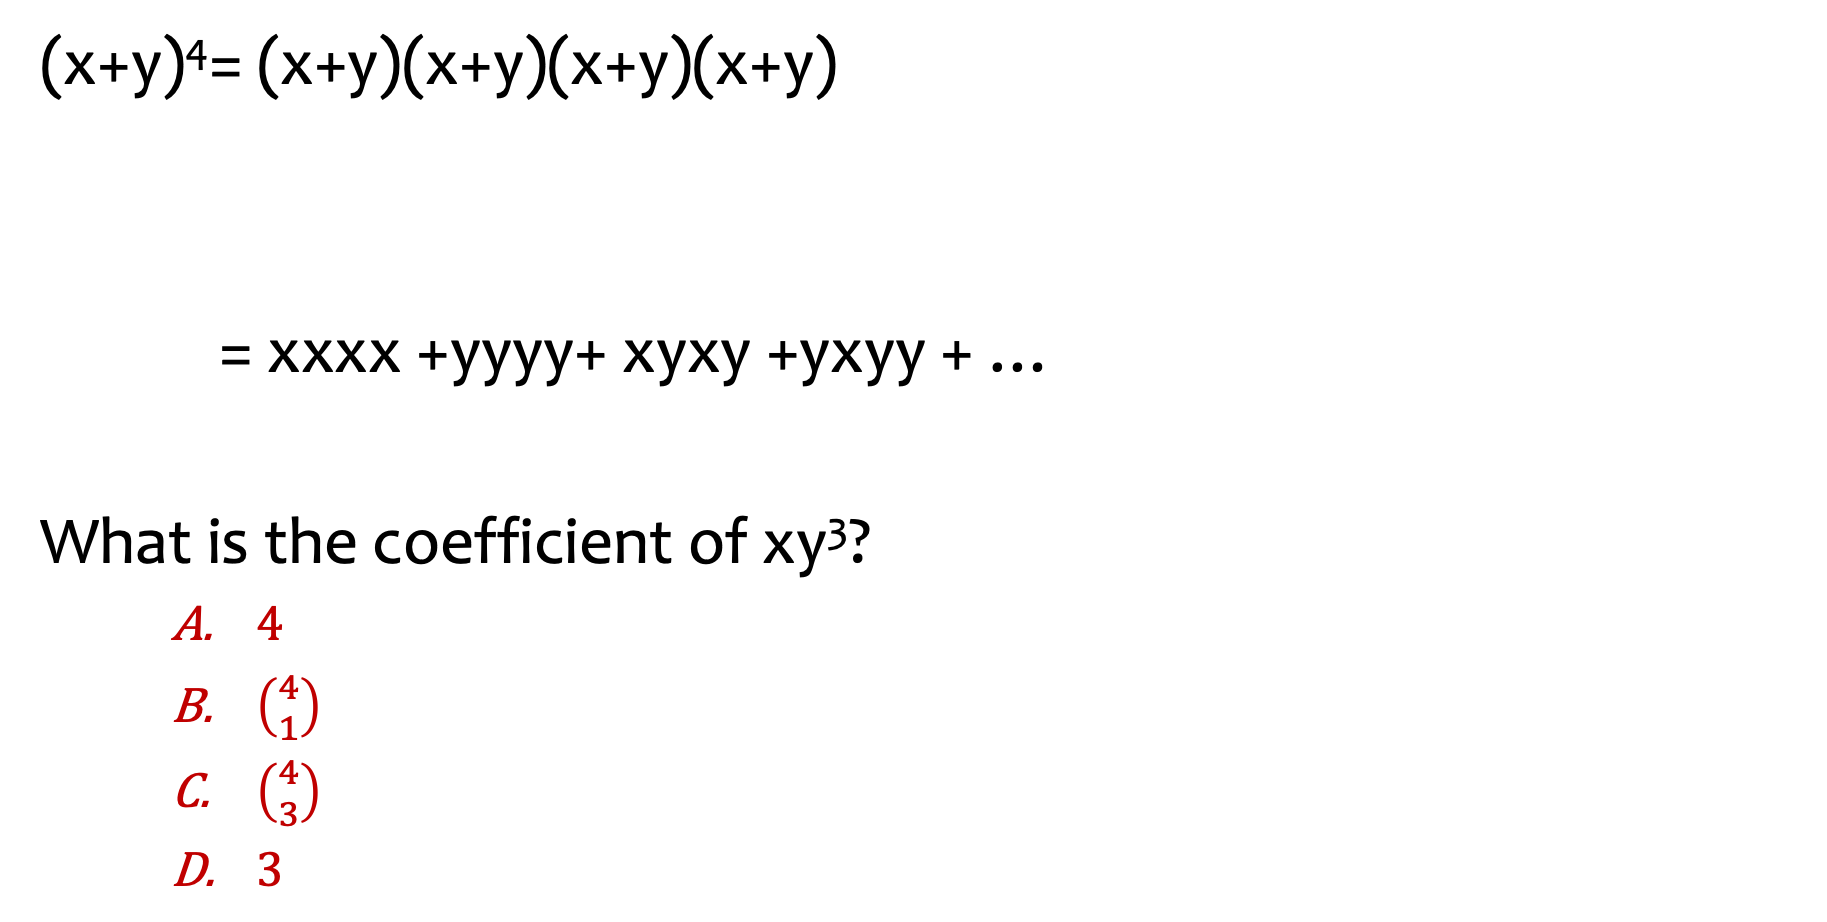 (x+y)⁴= (x+y)(x+y)(x+y)(x+y)
= xxxx +yyyy+ xyxy +yxyy + …
What is the coefficient of xy³?
A. 4
B. (4 1)
C. (4 3)
D. 3